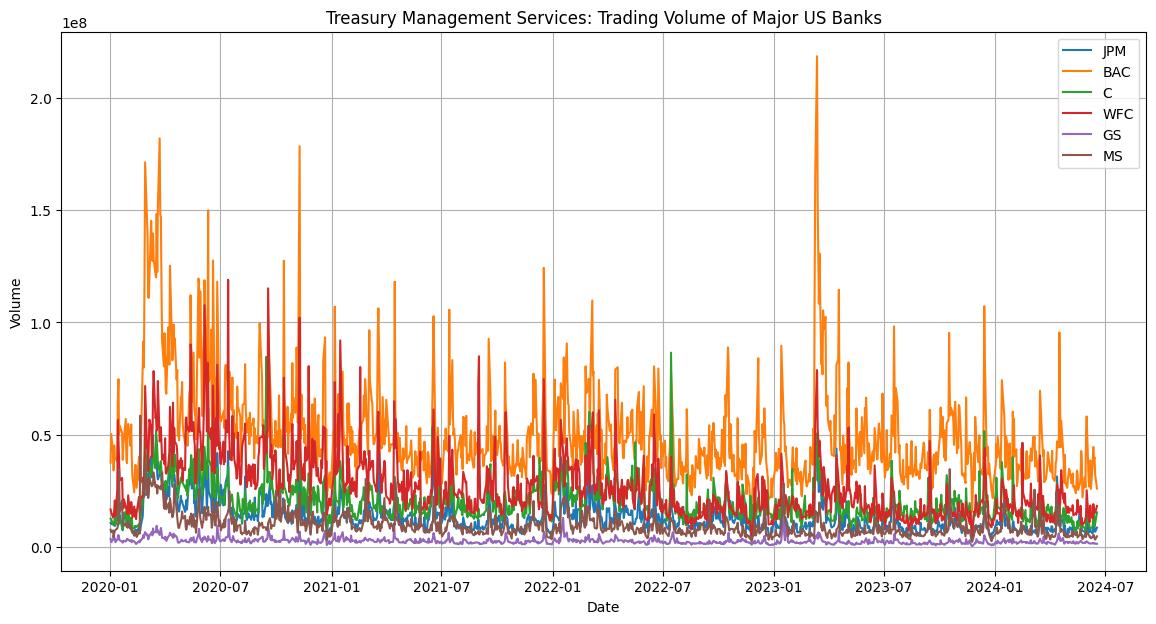 Treasury Management Services: Trading Volume of Major US Banks
1e8
JPM
BAC
C
WFC
GS
MS
2.0
1.5
1.0
0.5
0.0
Volume
2020-01
2020-07
2021-01
2021-07
2022-01
2022-07
2023-01
2023-07
2024-01
2024-07
Date